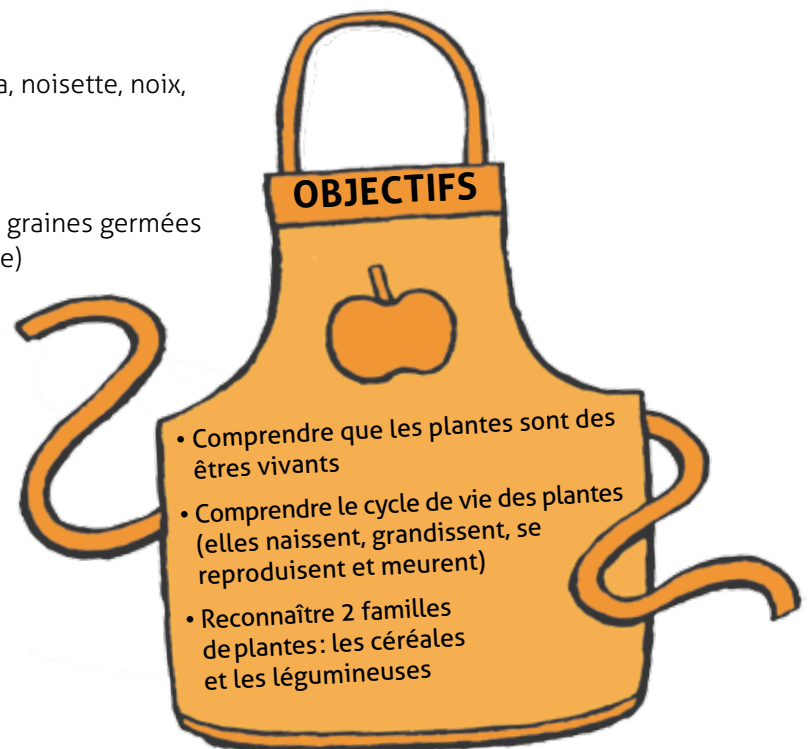 a, noisette, noix,
graines germées
e)
OBJECTIFS
• Comprendre que les plantes sont des
êtres vivants
• Comprendre le cycle de vie des plantes
(elles naissent, grandissent, se
reproduisent et meurent)
• Reconnaître 2 familles
de plantes : les céréales
et les légumineuses